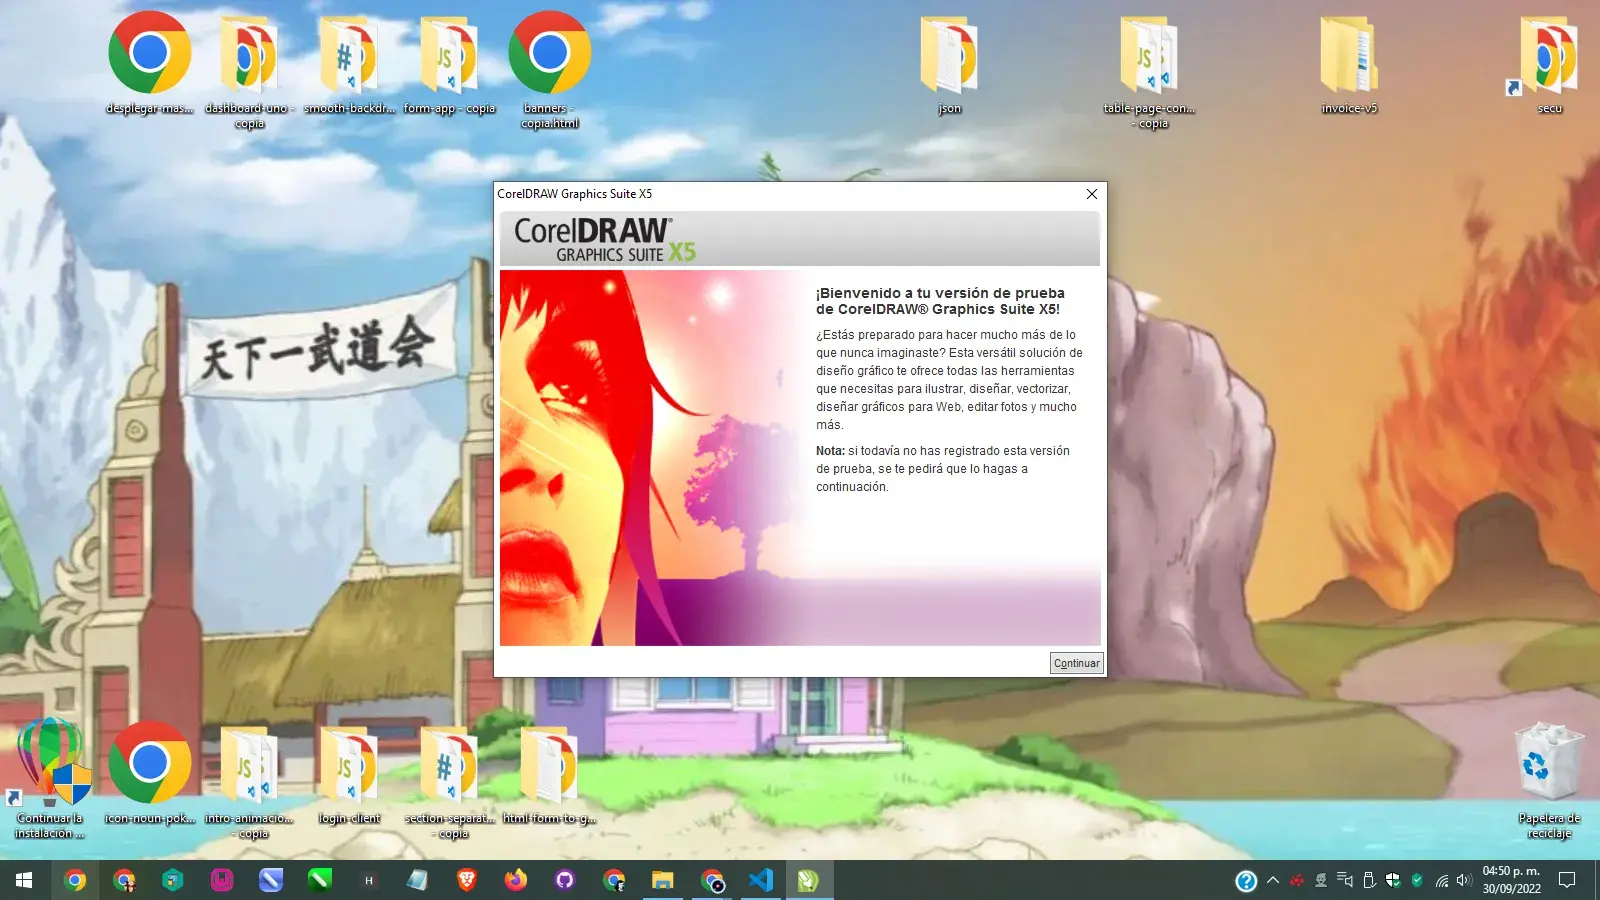 desplegar-mas...
dashboard-uno -
copia
smooth-backdr...
form-app - copia
banners -
copia.html
json
table-page-con...
- copia
invoice-v5
secu
CorelDRAW Graphics Suite X5
CorelDRAW®
GRAPHICS SUITE X5
¡Bienvenido a tu versión de prueba
de CorelDRAW® Graphics Suite X5!
¿Estás preparado para hacer mucho más de lo
que nunca imaginaste? Esta versátil solución de
diseño gráfico te ofrece todas las herramientas
que necesitas para ilustrar, diseñar, vectorizar,
diseñar gráficos para Web, editar fotos y mucho
más.
Nota: si todavía no has registrado esta versión
de prueba, se te pedirá que lo hagas a
continuación.
Continuar
天下一武道会
JS
#
JS
JS
JS
JS
#
Continuar la
instalación ...
icon-noun-pok...
intro-animacio...
- copia
login-client
section-separat...
- copia
html-form-to-g...
Papelera de
reciclaje
H
04:50 p. m.
30/09/2022